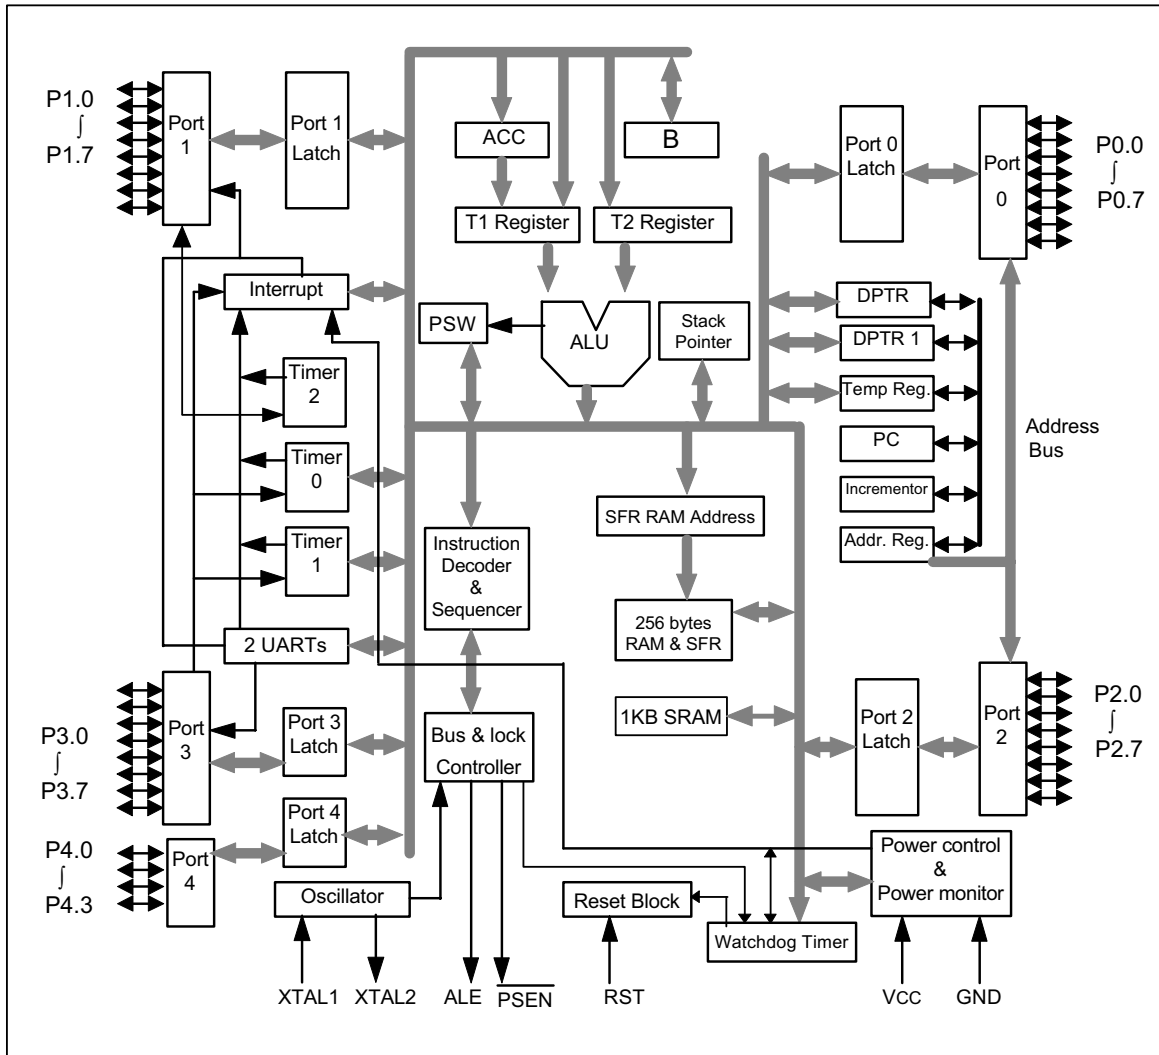 P1.0
∫
P1.7
Port
1
Port 1
Latch
ACC
B
T1 Register
T2 Register
Port 0
Latch
Port
0
P0.0
∫
P0.7
Interrupt
PSW
ALU
Stack
Pointer
DPTR
DPTR 1
Temp Reg.
PC
Incrementor
Addr. Reg.
Address
Bus
Timer
2
Timer
0
Timer
1
2 UARTs
Instruction
Decoder
&
Sequencer
SFR RAM Address
256 bytes
RAM & SFR
1KB SRAM
P3.0
∫
P3.7
Port
3
Port 3
Latch
Bus & lock
Controller
Port 2
Latch
Port
2
P2.0
∫
P2.7
P4.0
∫
P4.3
Port
4
Port 4
Latch
Oscillator
Reset Block
Watchdog Timer
Power control
&
Power monitor
XTAL1
XTAL2
ALE
PSEN
RST
VCC
GND